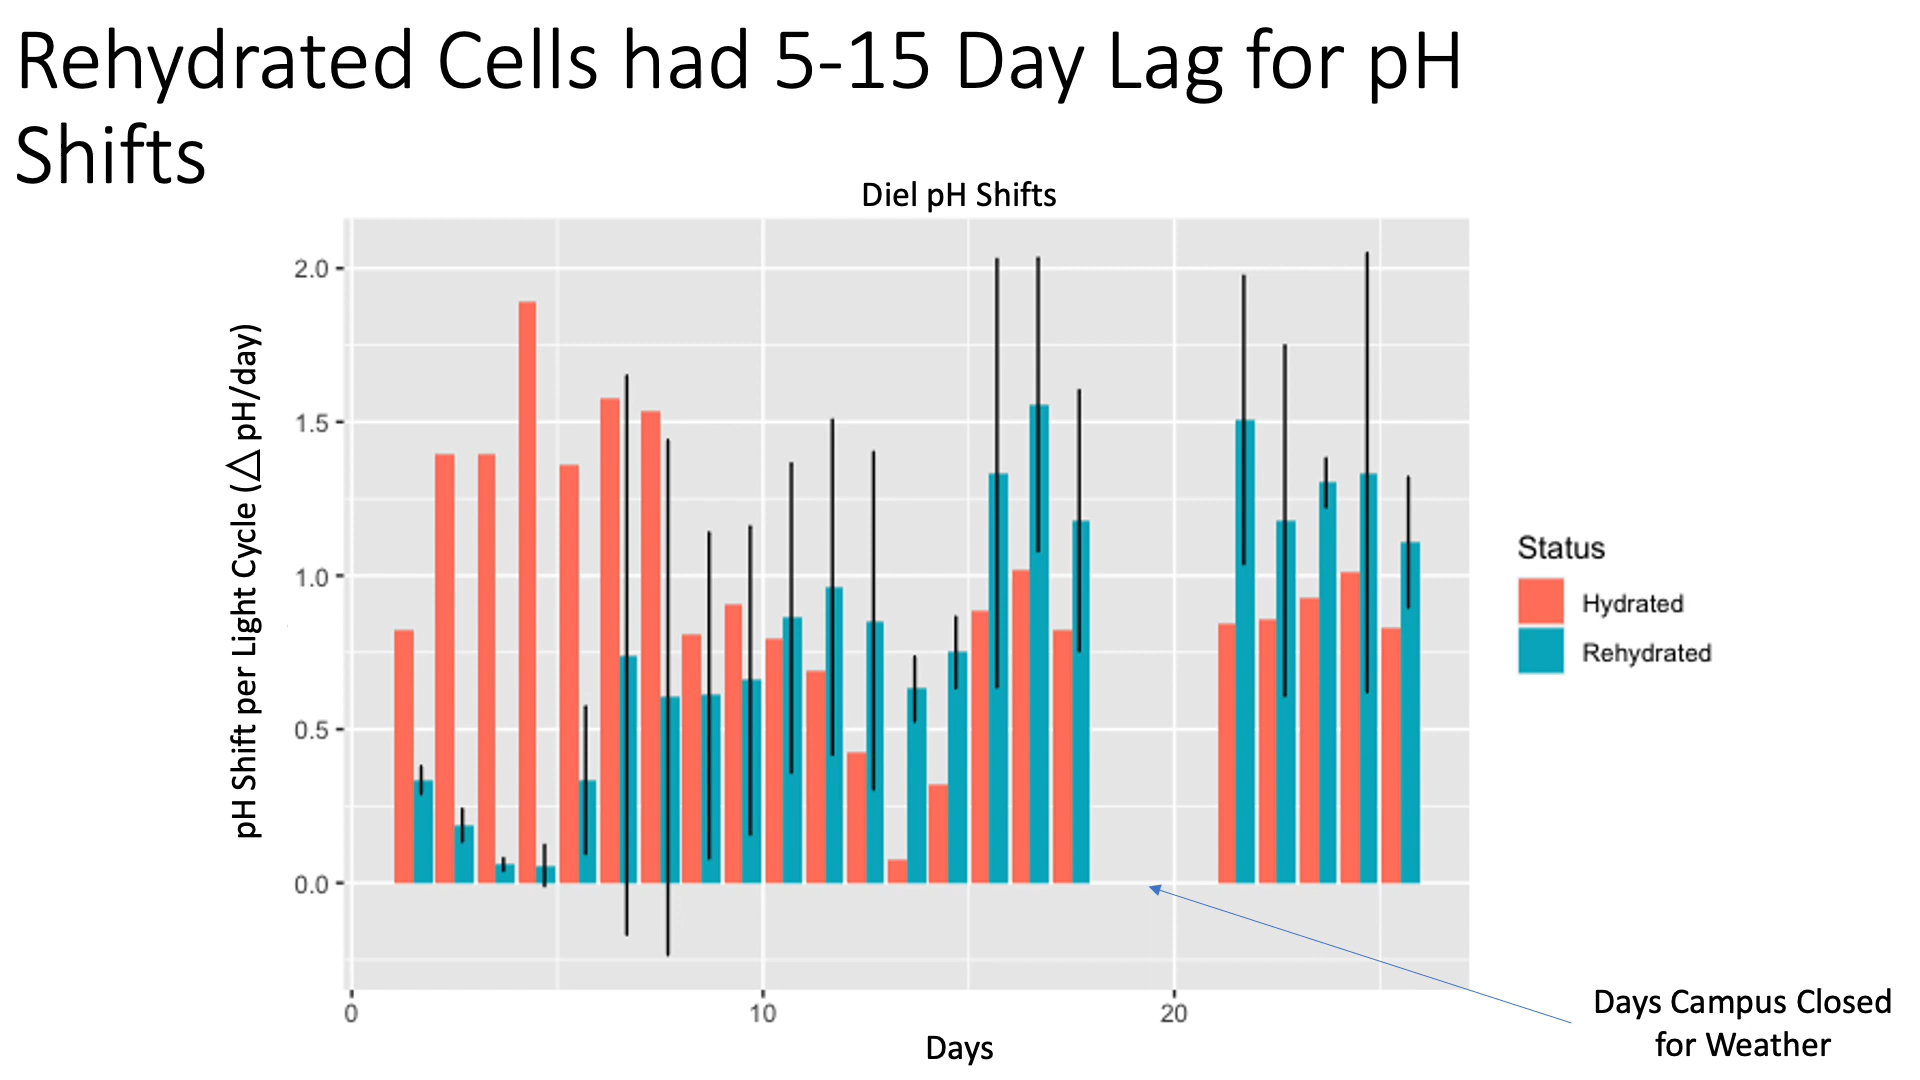 Rehydrated Cells had 5-15 Day Lag for pH
Shifts
Diel pH Shifts
pH Shift per Light Cycle (△ pH/day)
2.0
1.5
1.0
0.5
0.0
0
10
20
Days
Status
Hydrated
Rehydrated
Days Campus Closed
for Weather